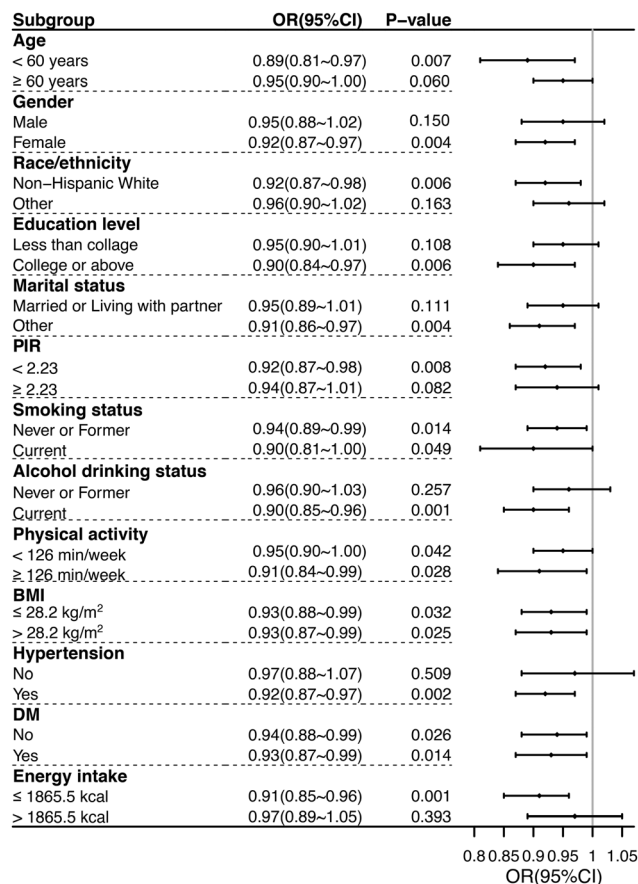 Subgroup OR(95%CI) P−value
Age
< 60 years 0.89(0.81~0.97) 0.007
≥ 60 years 0.95(0.90~1.00) 0.060
Gender
Male 0.95(0.88~1.02) 0.150
Female 0.92(0.87~0.97) 0.004
Race/ethnicity
Non−Hispanic White 0.92(0.87~0.98) 0.006
Other 0.96(0.90~1.02) 0.163
Education level
Less than collage 0.95(0.90~1.01) 0.108
College or above 0.90(0.84~0.97) 0.006
Marital status
Married or Living with partner 0.95(0.89~1.01) 0.111
Other 0.91(0.86~0.97) 0.004
PIR
< 2.23 0.92(0.87~0.98) 0.008
≥ 2.23 0.94(0.87~1.01) 0.082
Smoking status
Never or Former 0.94(0.89~0.99) 0.014
Current 0.90(0.81~1.00) 0.049
Alcohol drinking status
Never or Former 0.96(0.90~1.03) 0.257
Current 0.90(0.85~0.96) 0.001
Physical activity
< 126 min/week 0.95(0.90~1.00) 0.042
≥ 126 min/week 0.91(0.84~0.99) 0.028
BMI
≤ 28.2 kg/m² 0.93(0.88~0.99) 0.032
> 28.2 kg/m² 0.93(0.87~0.99) 0.025
Hypertension
No 0.97(0.88~1.07) 0.509
Yes 0.92(0.87~0.97) 0.002
DM
No 0.94(0.88~0.99) 0.026
Yes 0.93(0.87~0.99) 0.014
Energy intake
≤ 1865.5 kcal 0.91(0.85~0.96) 0.001
> 1865.5 kcal 0.97(0.89~1.05) 0.393
0.8 0.85 0.9 0.95 1 1.05
OR(95%CI)